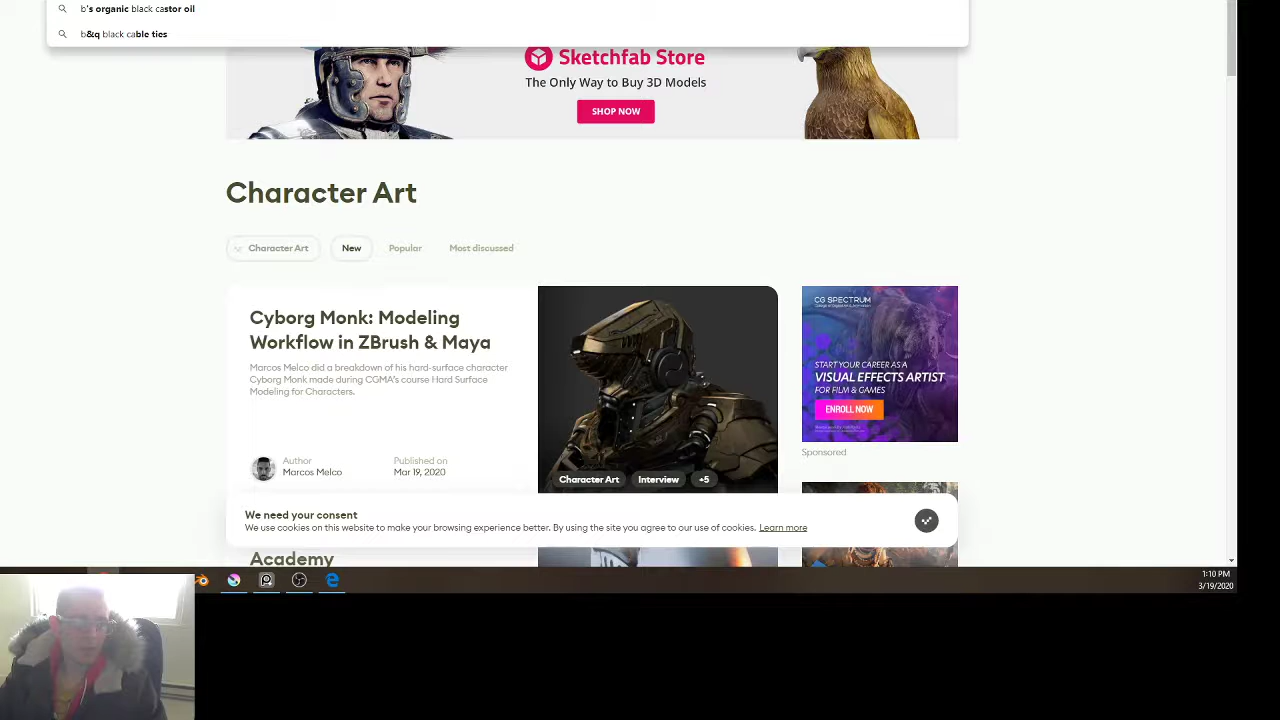 b's organic black castor oil
b&q black cable ties
Sketchfab Store
The Only Way to Buy 3D Models
SHOP NOW
Character Art
Character Art
New
Popular
Most discussed
Cyborg Monk: Modeling
Workflow in ZBrush & Maya
Marcos Melco did a breakdown of his hard-surface character
Cyborg Monk made during CGMA's course Hard Surface
Modeling for Characters.
Author
Marcos Melco
Published on
Mar 19, 2020
Character Art
Interview
+5
CG SPECTRUM
START YOUR CAREER AS A
VISUAL EFFECTS ARTIST
FOR FILM & GAMES
ENROLL NOW
Sponsored
We need your consent
We use cookies on this website to make your browsing experience better. By using the site you agree to our use of cookies. Learn more
Academy
1:10 PM
3/19/2020